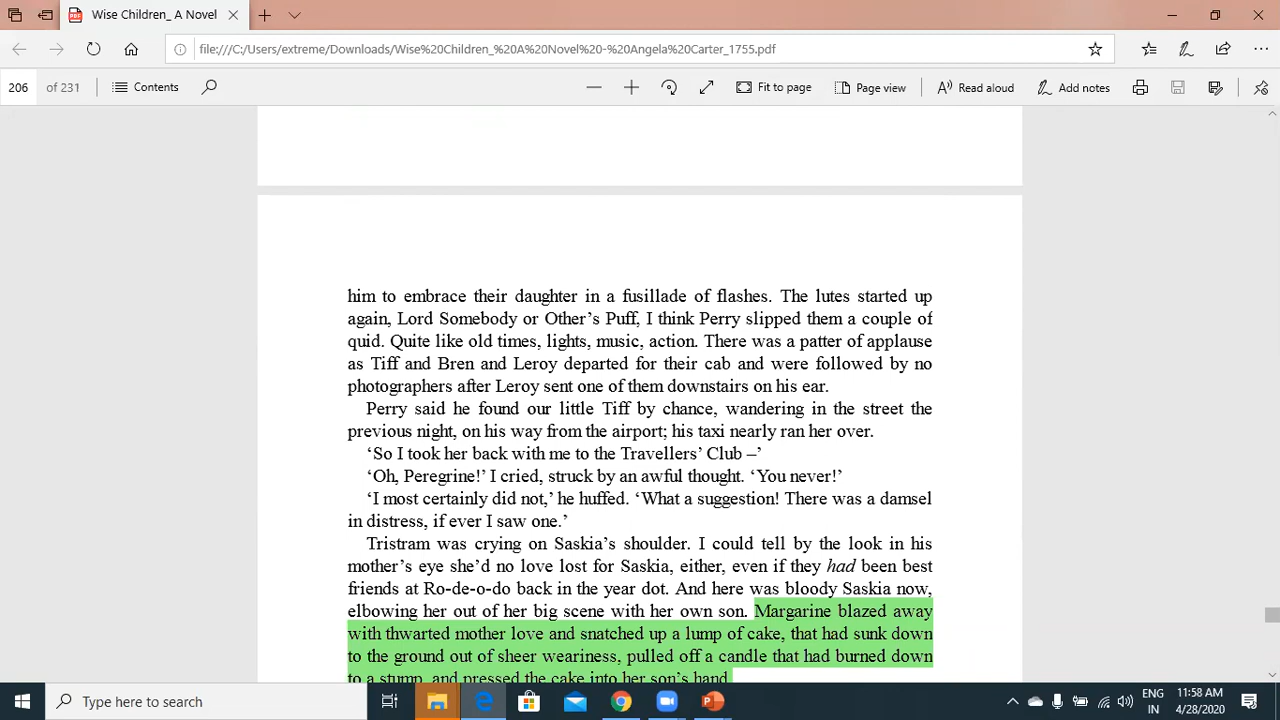 Wise Children_ A Novel
file:///C:/Users/extreme/Downloads/Wise%20Children_%20A%20Novel%20-%20Angela%20Carter_1755.pdf
206 of 231 Contents Fit to page Page view Read aloud Add notes
him to embrace their daughter in a fusillade of flashes. The lutes started up
again, Lord Somebody or Other’s Puff, I think Perry slipped them a couple of
quid. Quite like old times, lights, music, action. There was a patter of applause
as Tiff and Bren and Leroy departed for their cab and were followed by no
photographers after Leroy sent one of them downstairs on his ear.
Perry said he found our little Tiff by chance, wandering in the street the
previous night, on his way from the airport; his taxi nearly ran her over.
‘So I took her back with me to the Travellers’ Club –’
‘Oh, Peregrine!’ I cried, struck by an awful thought. ‘You never!’
‘I most certainly did not,’ he huffed. ‘What a suggestion! There was a damsel
in distress, if ever I saw one.’
Tristram was crying on Saskia’s shoulder. I could tell by the look in his
mother’s eye she’d no love lost for Saskia, either, even if they had been best
friends at Ro-de-o-do back in the year dot. And here was bloody Saskia now,
elbowing her out of her big scene with her own son. Margarine blazed away
with thwarted mother love and snatched up a lump of cake, that had sunk down
to the ground out of sheer weariness, pulled off a candle that had burned down
to a stump, and pressed the cake into her son’s hand.
Type here to search
ENG
IN
11:58 AM
4/28/2020